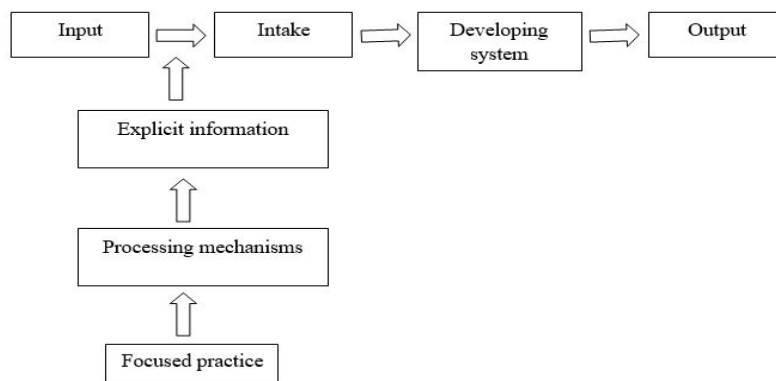 Input
Intake
Developing
system
Output
Explicit information
Processing mechanisms
Focused practice